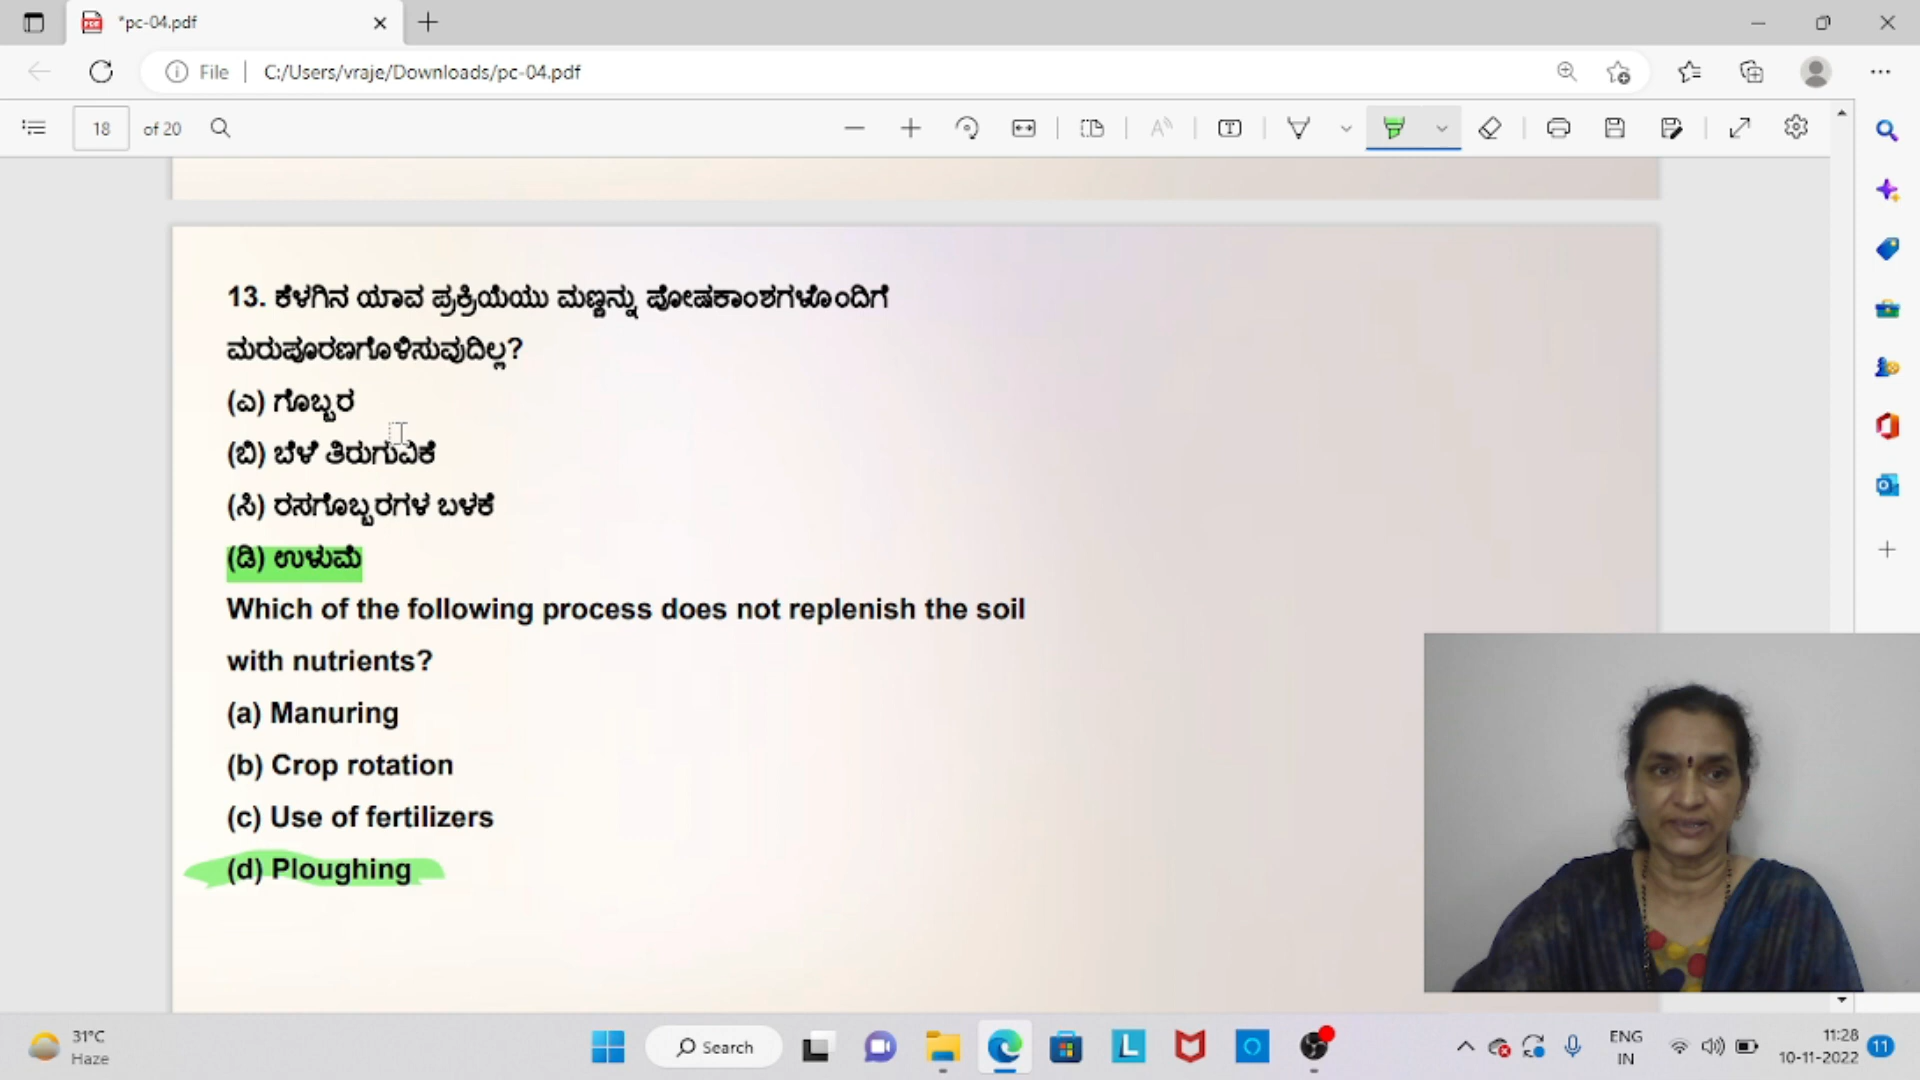 *pc-04.pdf
File
C:/Users/vraje/Downloads/pc-04.pdf
18 of 20
13. ಕೆಳಗಿನ ಯಾವ ಪ್ರಕ್ರಿಯೆಯು ಮಣ್ಣನ್ನು ಪೋಷಕಾಂಶಗಳೊಂದಿಗೆ
ಮರುಪೂರಣಗೊಳಿಸುವುದಿಲ್ಲ?
(ಎ) ಗೊಬ್ಬರ
(ಬಿ) ಬೆಳೆ ತಿರುಗುವಿಕೆ
(ಸಿ) ರಸಗೊಬ್ಬರಗಳ ಬಳಕೆ
(ಡಿ) ಉಳುಮೆ
Which of the following process does not replenish the soil
with nutrients?
(a) Manuring
(b) Crop rotation
(c) Use of fertilizers
(d) Ploughing
31°C
Haze
Search
ENG
IN
11:28
10-11-2022
11